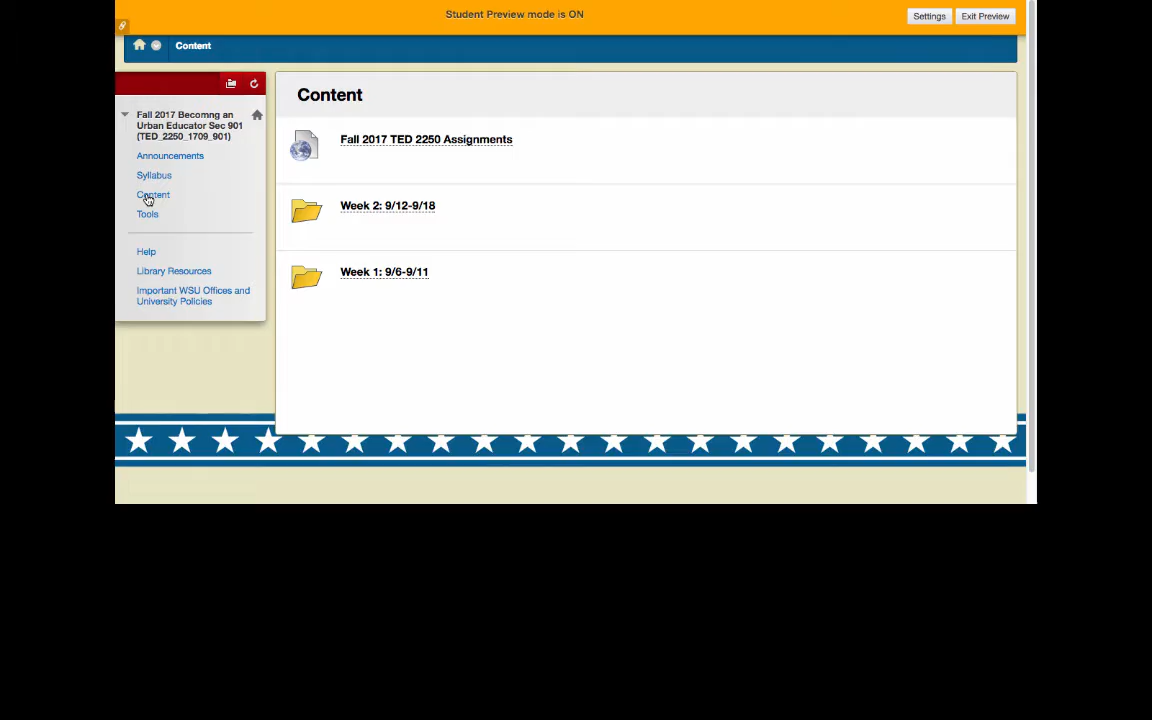 Student Preview mode is ON
Settings
Exit Preview
Content
Fall 2017 Becomng an
Urban Educator Sec 901
(TED_2250_1709_901)
Announcements
Syllabus
Content
Tools
Help
Library Resources
Important WSU Offices and
University Policies
Content
Fall 2017 TED 2250 Assignments
Week 2: 9/12-9/18
Week 1: 9/6-9/11